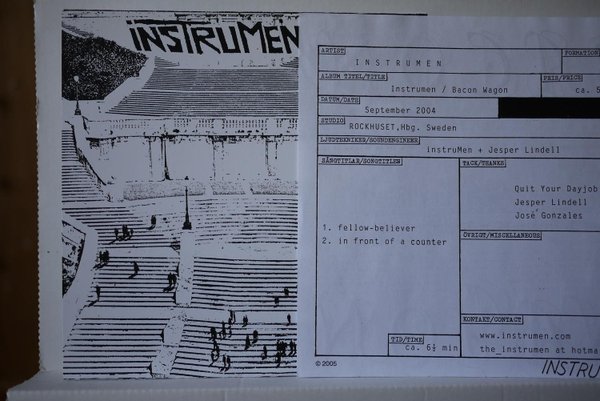 iNSTRUMEN
ARTIST
INSTRUMEN
FORMATION
ALBUM TITEL/TITLE
Instrumen / Bacon Wagon
PRIS/PRICE
ca. 5
DATUM/DATE
September 2004
STUDIO
ROCKHUSET,Hbg. Sweden
LJUDTEKNIKER/SOUNDENGINEER
instruMen + Jesper Lindell
SÅNGTITLAR/SONGTITLES
1. fellow-believer
2. in front of a counter
TID/TIME
ca. 6½ min
TACK/THANKS
Quit Your Dayjob
Jesper Lindell
José Gonzales
ÖVRIGT/MISCELLANEOUS
KONTAKT/CONTACT
www.instrumen.com
the_instrumen at hotma
© 2005
INSTRU